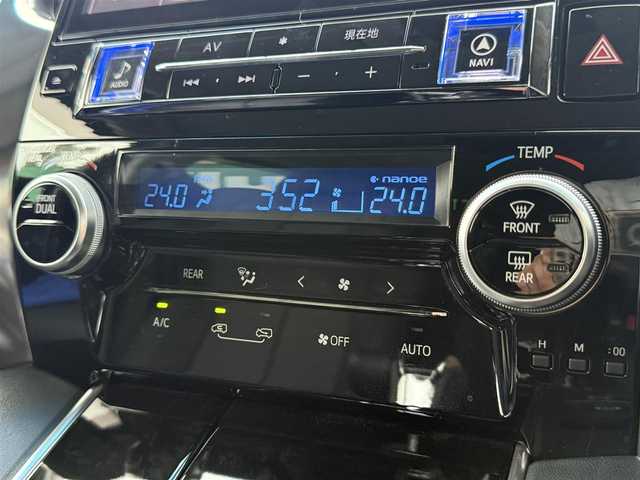 AV
✱
現在地
AUDIO
NAVI
− +
TEMP
24.0
3:52
nanoe
24.0
FRONT
DUAL
FRONT
REAR
REAR
A/C
OFF
AUTO
H M :00